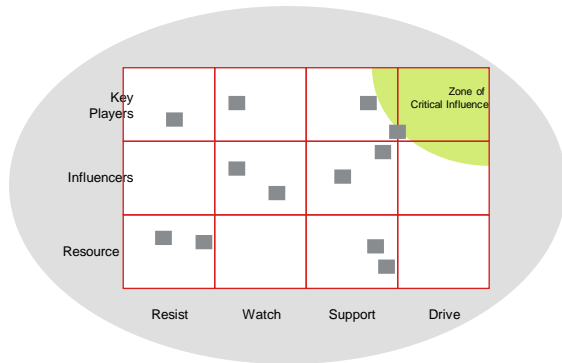 Zone of
Critical Influence
Key
Players
Influencers
Resource
Resist
Watch
Support
Drive